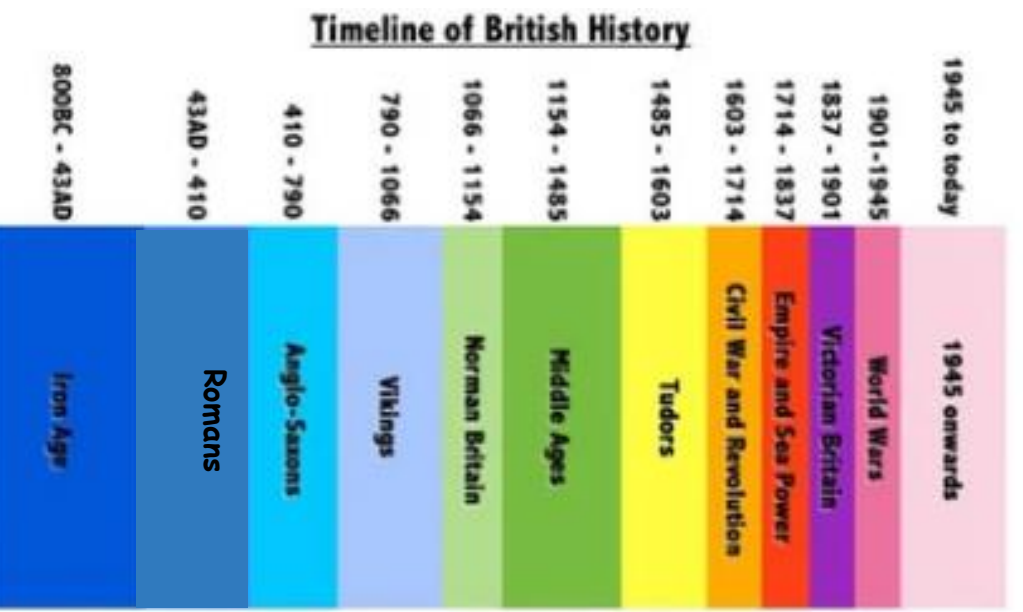 Timeline of British History
800BC - 43AD
43AD - 410
410 - 790
790 - 1066
1066 - 1154
1154 - 1485
1485 - 1603
1603 - 1714
1714 - 1837
1837 - 1901
1901-1945
1945 to today
Iron Age
Romans
Anglo-Saxons
Vikings
Norman Britain
Middle Ages
Tudors
Civil War and Revolution
Empire and Sea Power
Victorian Britain
World Wars
1945 onwards